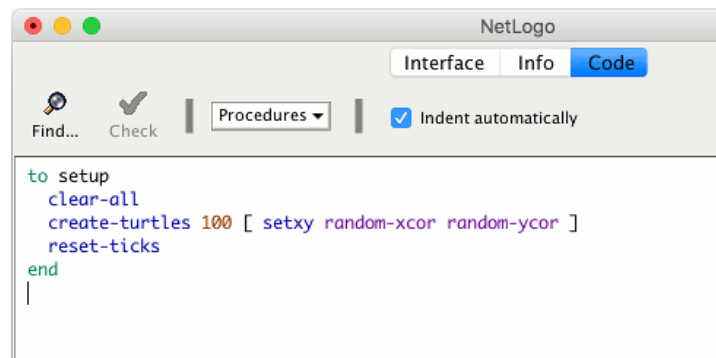 NetLogo
Interface Info Code
Find... Check Procedures Indent automatically
to setup
  clear-all
  create-turtles 100 [ setxy random-xcor random-ycor ]
  reset-ticks
end